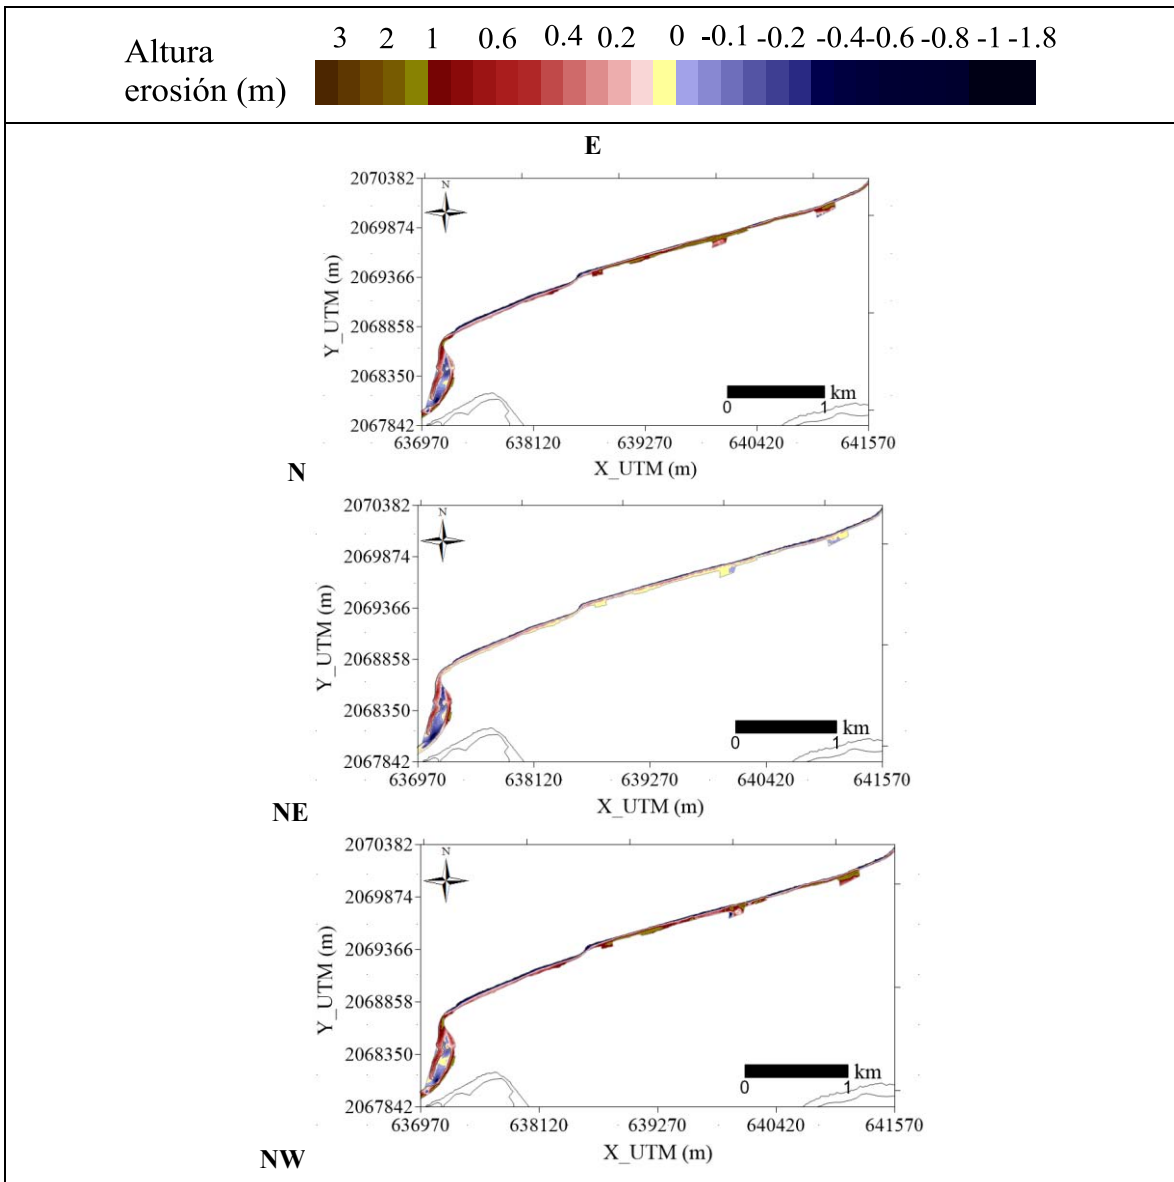 Altura
erosión (m)
3 2 1 0.6 0.4 0.2 0 -0.1 -0.2 -0.4 -0.6 -0.8 -1 -1.8
E
N
2070382
2069874
2069366
2068858
2068350
2067842
Y_UTM (m)
km
0 1
636970 638120 639270 640420 641570
X_UTM (m)
N
N
2070382
2069874
2069366
2068858
2068350
2067842
Y_UTM (m)
km
0 1
636970 638120 639270 640420 641570
X_UTM (m)
NE
N
2070382
2069874
2069366
2068858
2068350
2067842
Y_UTM (m)
km
0 1
636970 638120 639270 640420 641570
X_UTM (m)
NW